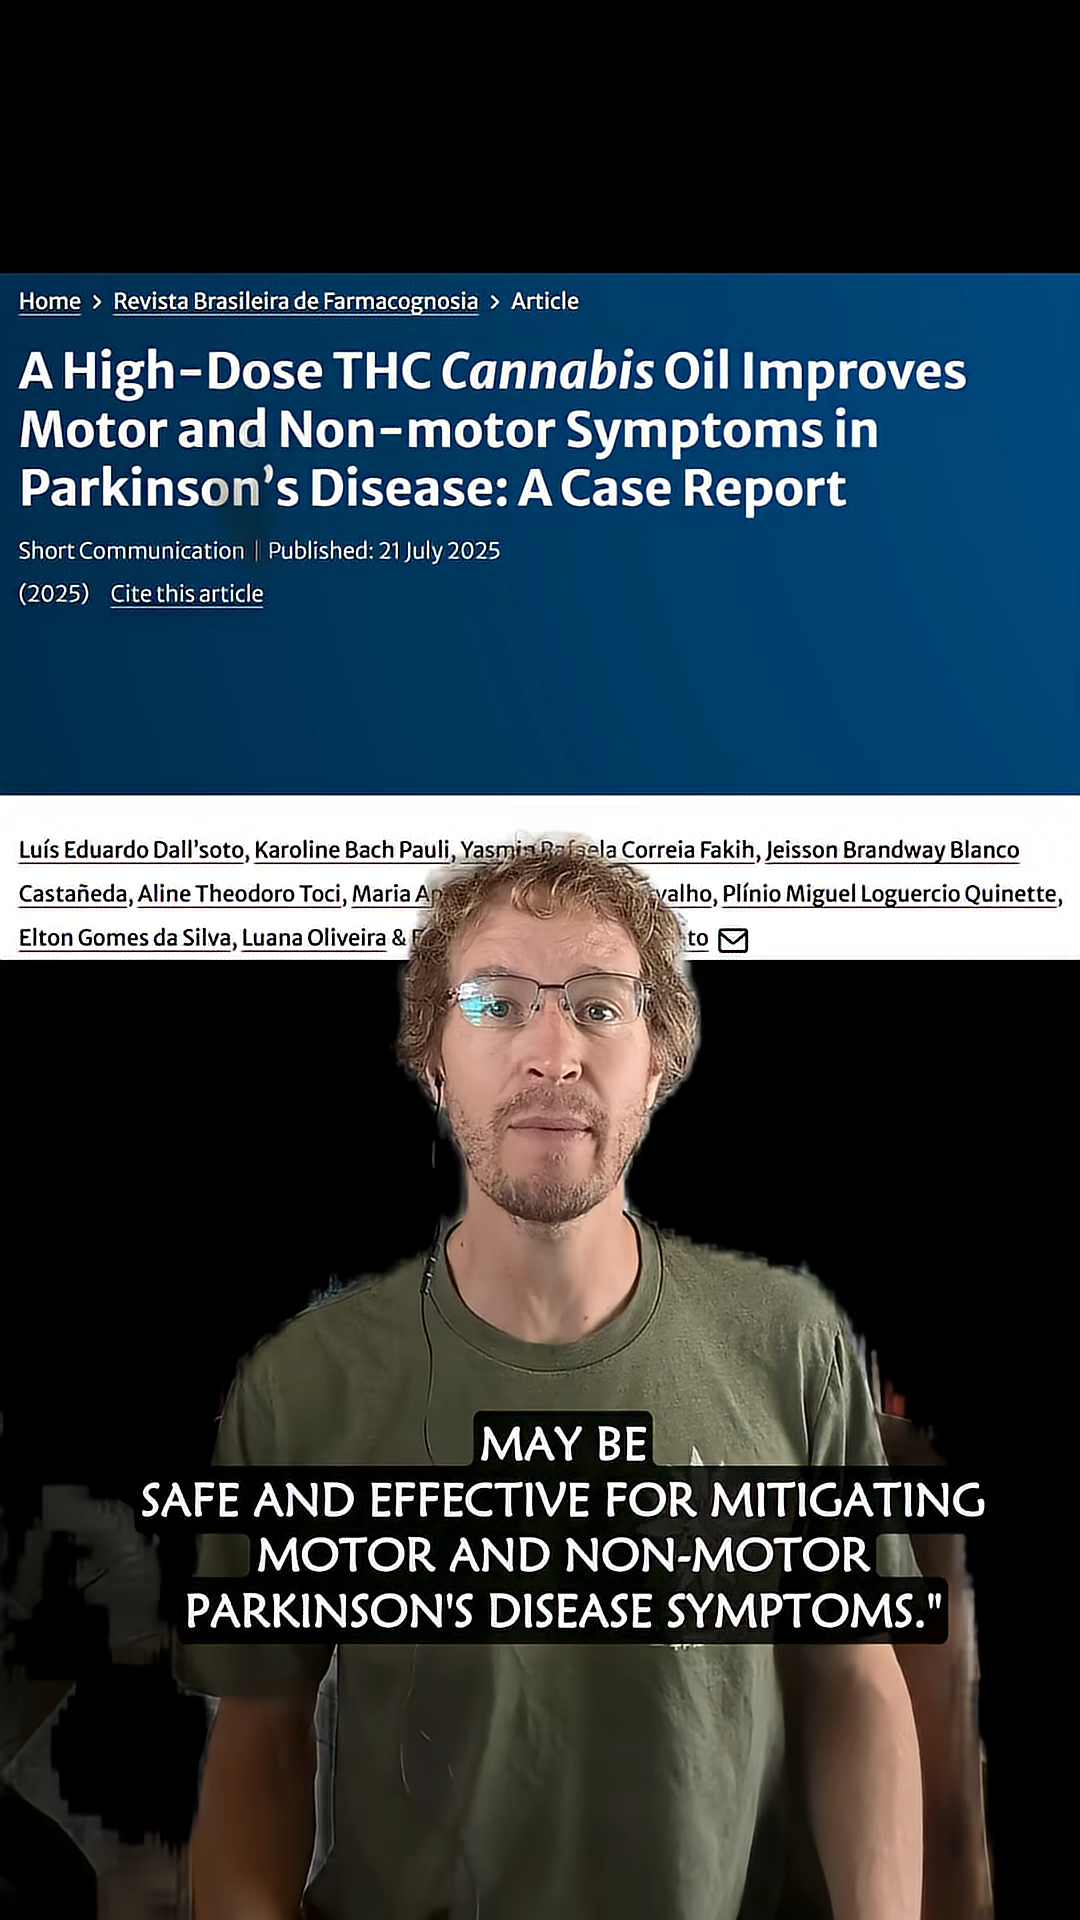 Home > Revista Brasileira de Farmacognosia > Article
A High-Dose THC Cannabis Oil Improves
Motor and Non-motor Symptoms in
Parkinson's Disease: A Case Report
Short Communication | Published: 21 July 2025
(2025) Cite this article
Luís Eduardo Dall'soto, Karoline Bach Pauli, Yasmin Rafaela Correia Fakih, Jeisson Brandway Blanco
Castañeda, Aline Theodoro Toci, Maria Plínio Miguel Loguercio Quinette,
Elton Gomes da Silva, Luana Oliveira &
MAY BE
SAFE AND EFFECTIVE FOR MITIGATING
MOTOR AND NON-MOTOR
PARKINSON'S DISEASE SYMPTOMS."